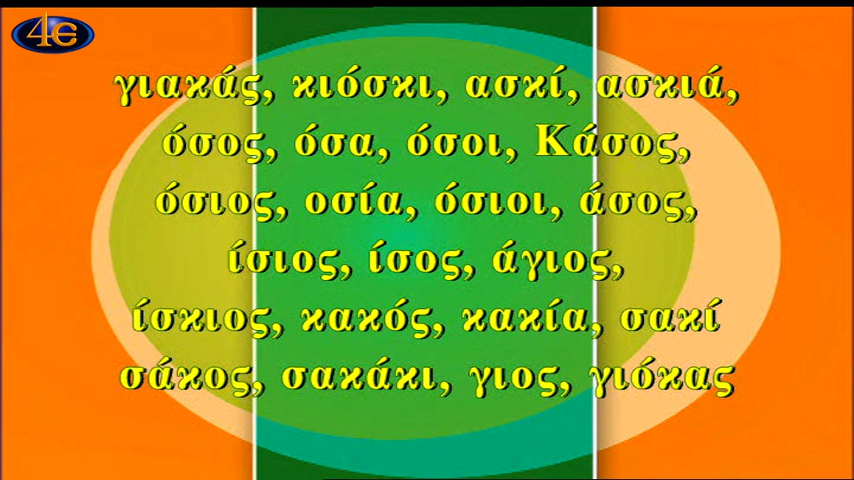 4ε
γιακάς, κιόσκι, ασκί, ασκιά,
όσος, όσα, όσοι, Κάσος,
όσιος, οσία, όσιοι, άσος,
ίσιος, ίσος, άγιος,
ίσκιος, κακός, κακία, σακί
σάκος, σακάκι, γιος, γιόκας